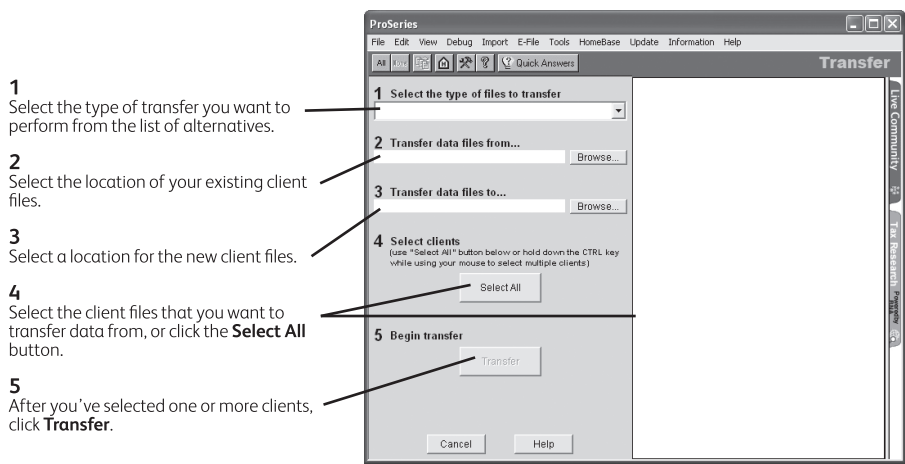 1
Select the type of transfer you want to
perform from the list of alternatives.
2
Select the location of your existing client
files.
3
Select a location for the new client files.
4
Select the client files that you want to
transfer data from, or click the Select All
button.
5
After you've selected one or more clients,
click Transfer.
ProSeries
File Edit View Debug Import E-File Tools HomeBase Update Information Help
All
? Quick Answers
Transfer
1 Select the type of files to transfer
2 Transfer data files from...
Browse...
3 Transfer data files to...
Browse...
4 Select clients
(use "Select All" button below or hold down the CTRL key
while using your mouse to select multiple clients)
Select All
5 Begin transfer
Transfer
Cancel Help
Live Community
Tax Research